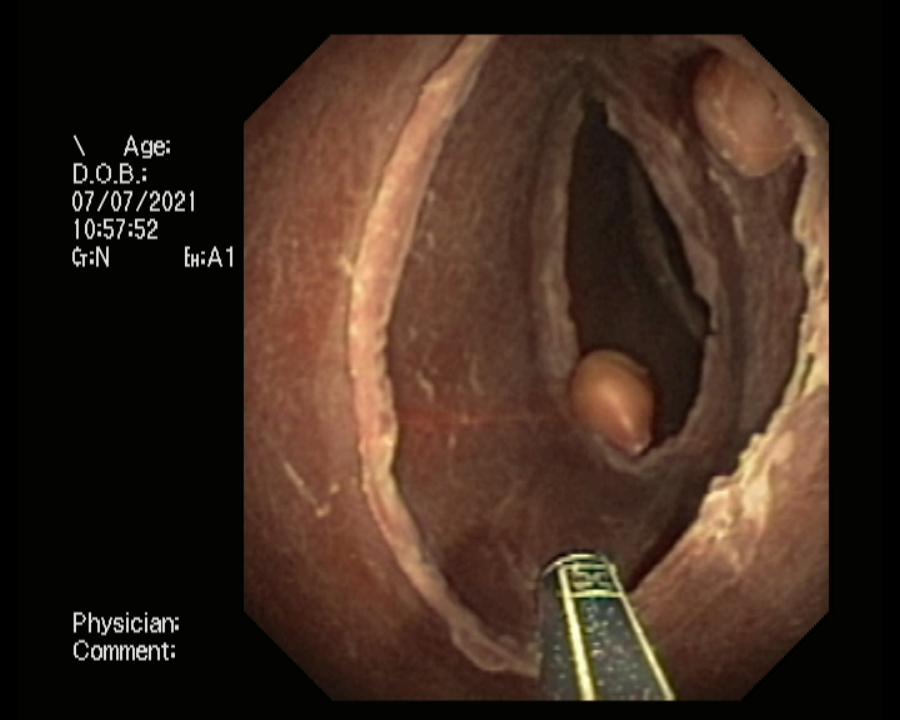 \ Age:
D.O.B.:
07/07/2021
10:57:52
Cr:N EH:A1
Physician:
Comment: